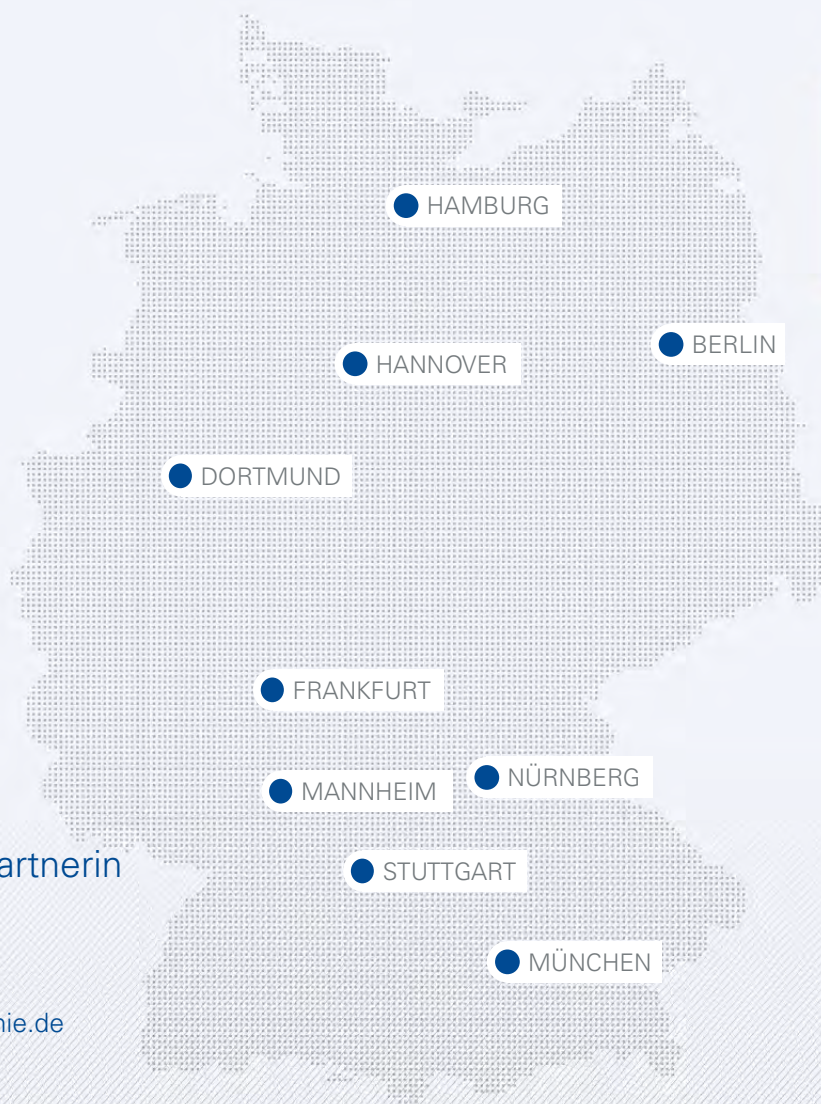 HAMBURG
BERLIN
HANNOVER
DORTMUND
FRANKFURT
NÜRNBERG
MANNHEIM
artnerin
STUTTGART
MÜNCHEN
nie.de